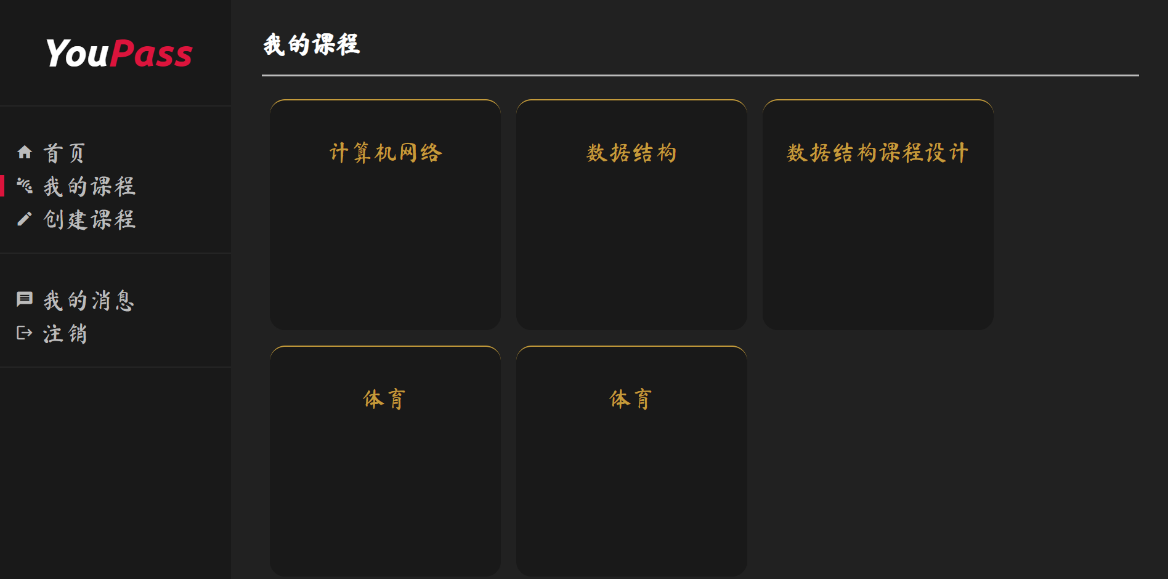 YouPass
首页
我的课程
创建课程
我的消息
注销
我的课程
计算机网络
数据结构
数据结构课程设计
体育
体育